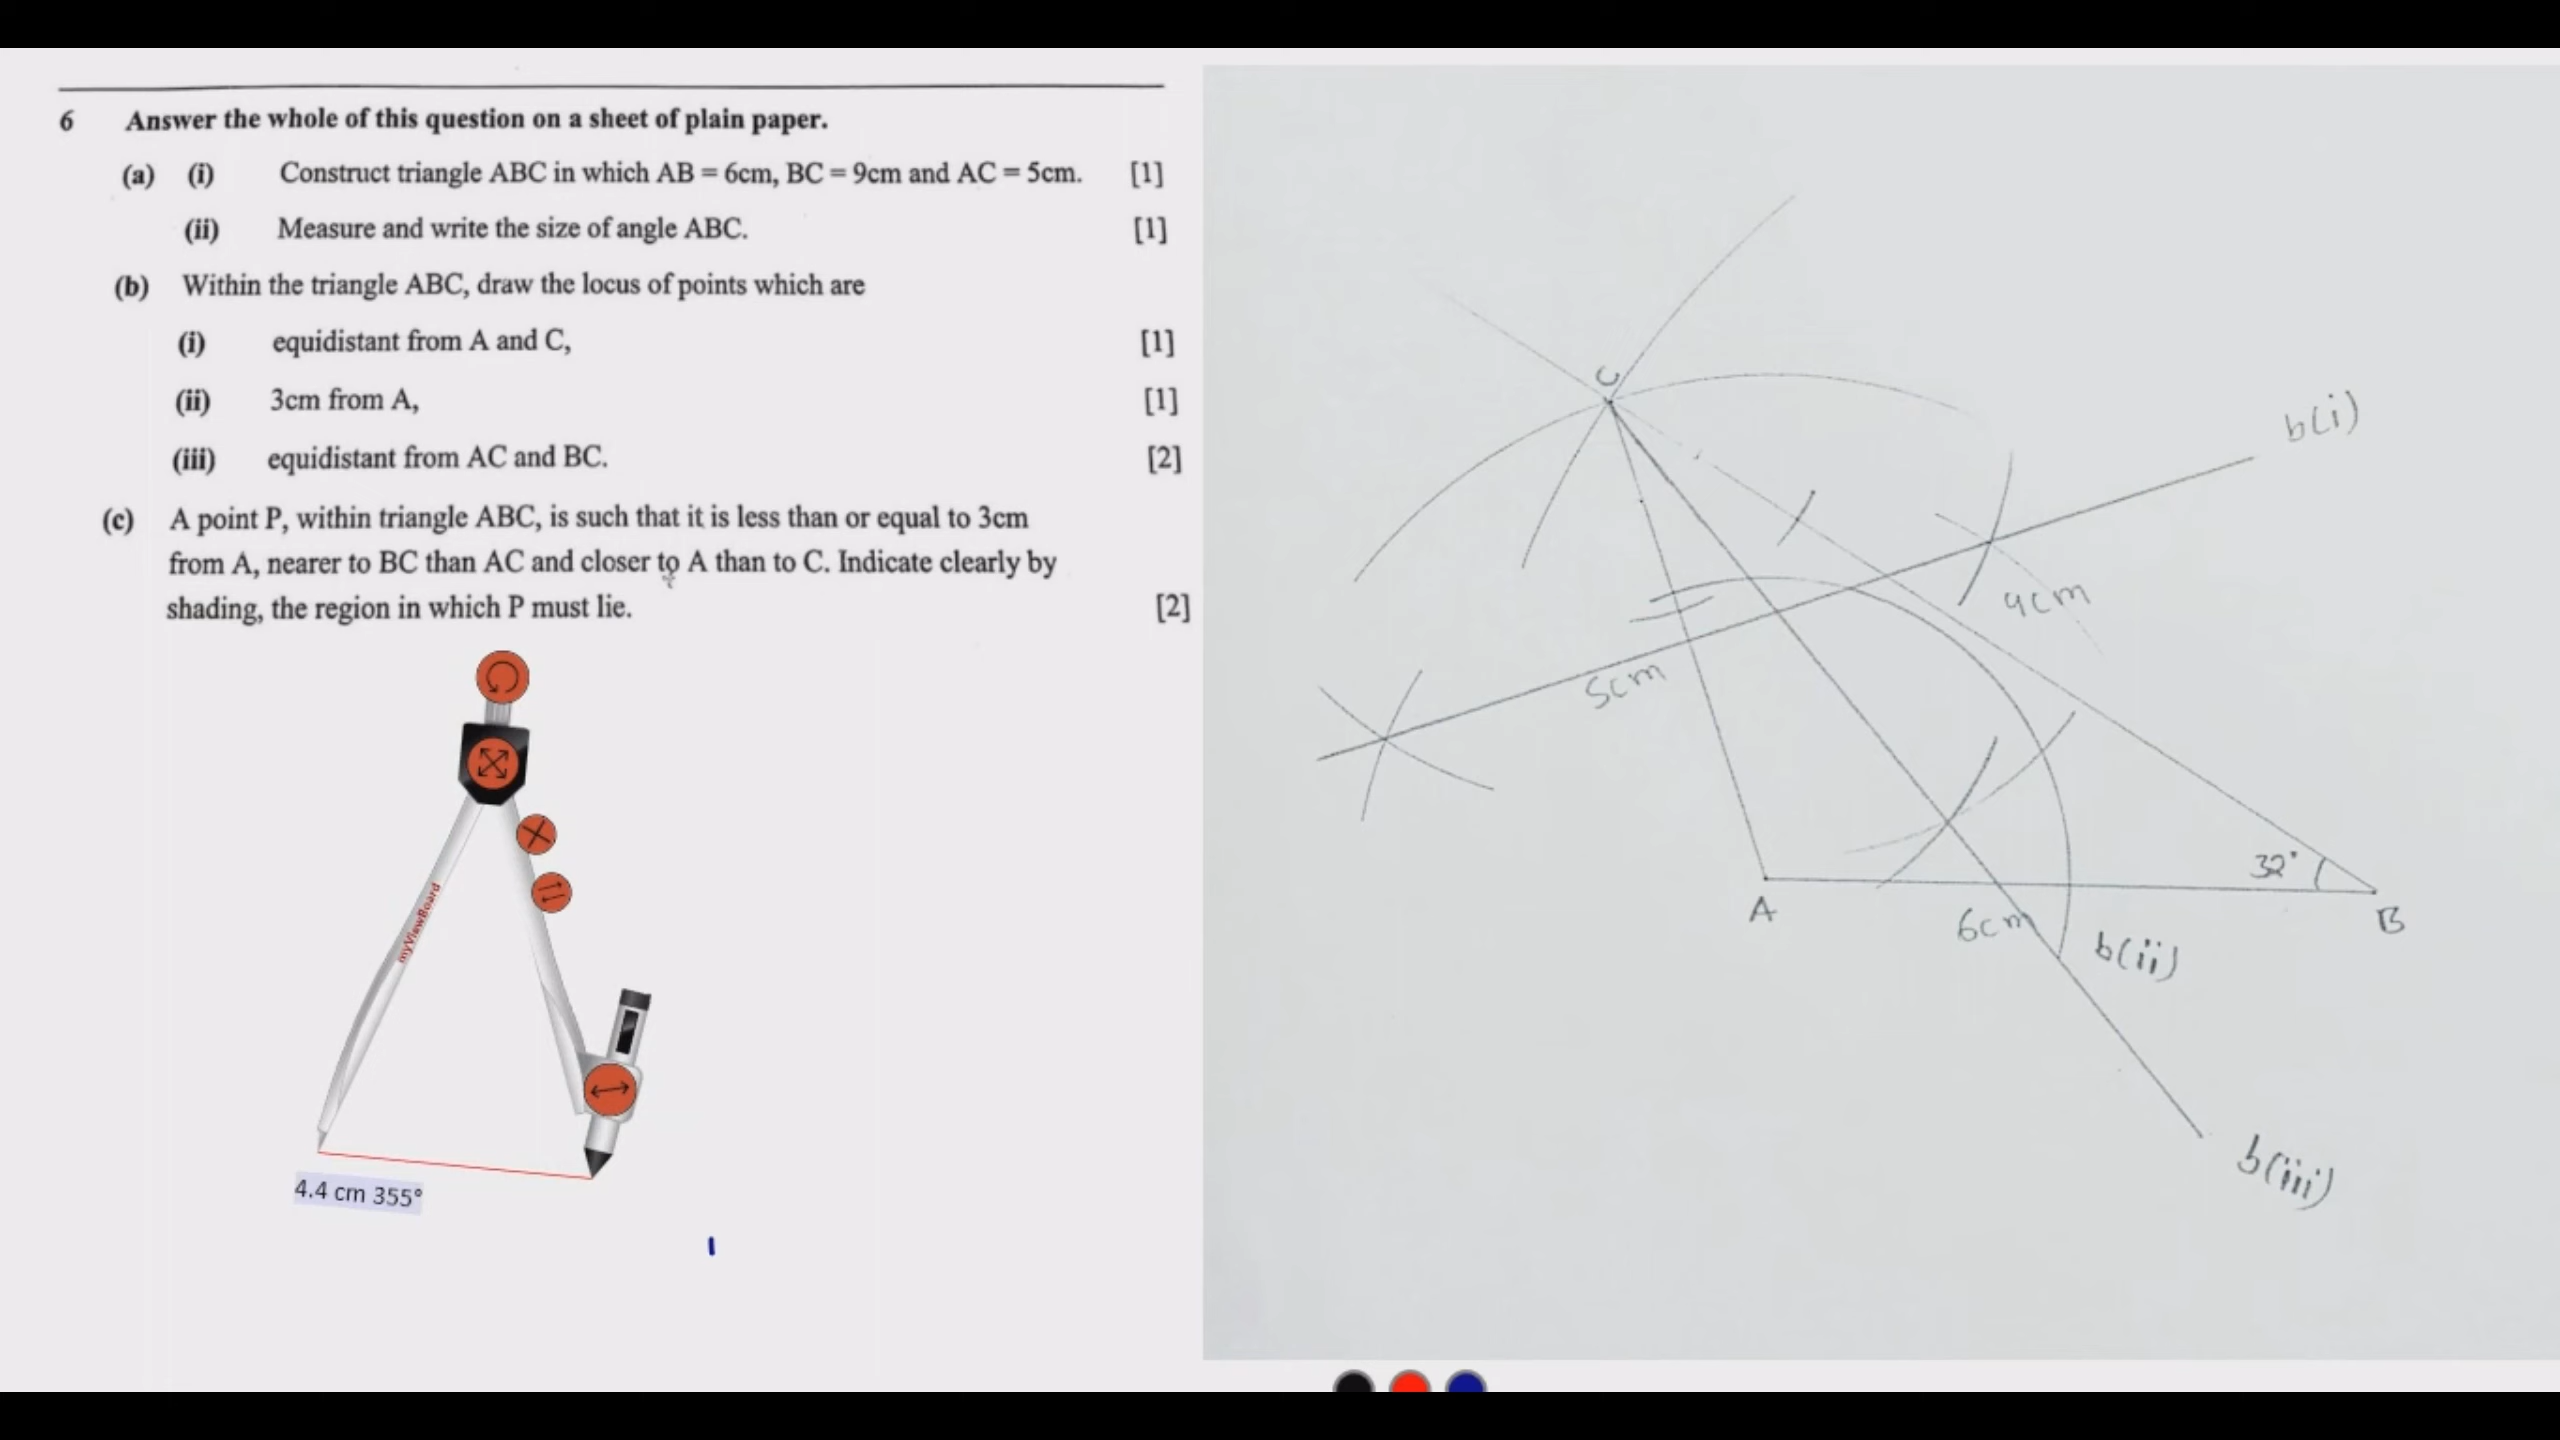 6 Answer the whole of this question on a sheet of plain paper.
(a) (i) Construct triangle ABC in which AB = 6cm, BC = 9cm and AC = 5cm. [1]
(ii) Measure and write the size of angle ABC. [1]
(b) Within the triangle ABC, draw the locus of points which are
(i) equidistant from A and C, [1]
(ii) 3cm from A, [1]
(iii) equidistant from AC and BC. [2]
(c) A point P, within triangle ABC, is such that it is less than or equal to 3cm
from A, nearer to BC than AC and closer to A than to C. Indicate clearly by
shading, the region in which P must lie. [2]
myViewBoard
4.4 cm 355°
C
b(i)
9cm
5cm
32°
A
6cm
B
b(ii)
b(iii)